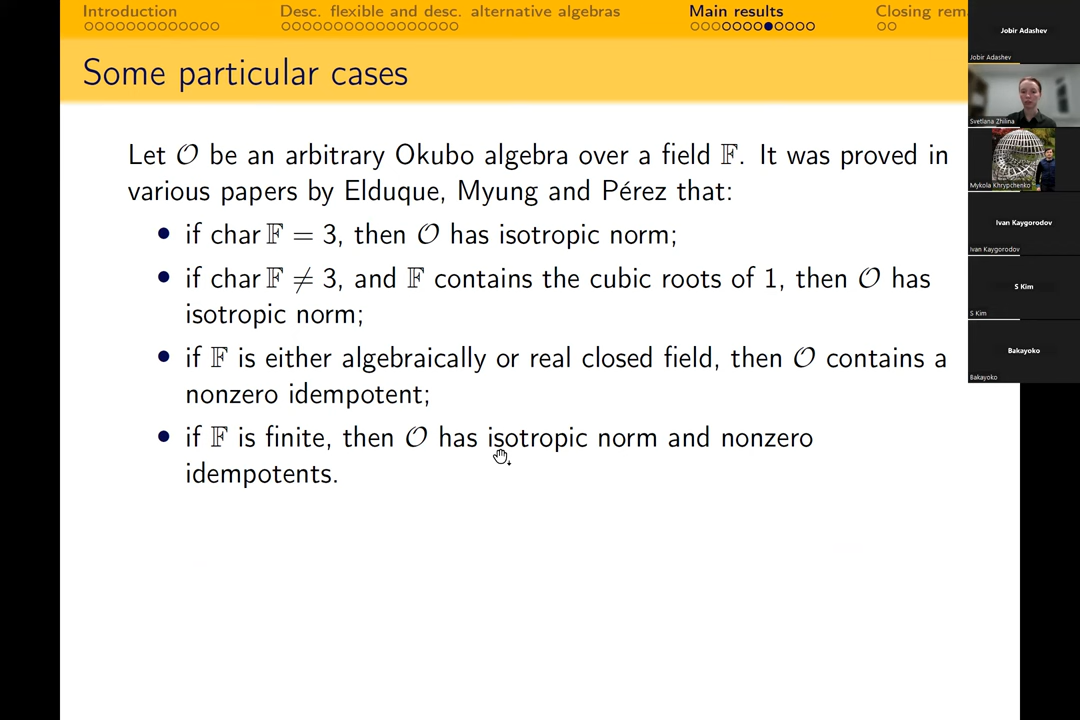 Introduction
Desc. flexible and desc. alternative algebras
Main results
Closing rem
Some particular cases
Let 𝒪 be an arbitrary Okubo algebra over a field 𝔽. It was proved in
various papers by Elduque, Myung and Pérez that:
• if char 𝔽 = 3, then 𝒪 has isotropic norm;
• if char 𝔽 ≠ 3, and 𝔽 contains the cubic roots of 1, then 𝒪 has
isotropic norm;
• if 𝔽 is either algebraically or real closed field, then 𝒪 contains a
nonzero idempotent;
• if 𝔽 is finite, then 𝒪 has isotropic norm and nonzero
idempotents.
Jobir Adashev
Jobir Adashev
Svetlana Zhilina
Mykola Khrypchenko
Ivan Kaygorodov
Ivan Kaygorodov
S Kim
S Kim
Bakayoko
Bakayoko